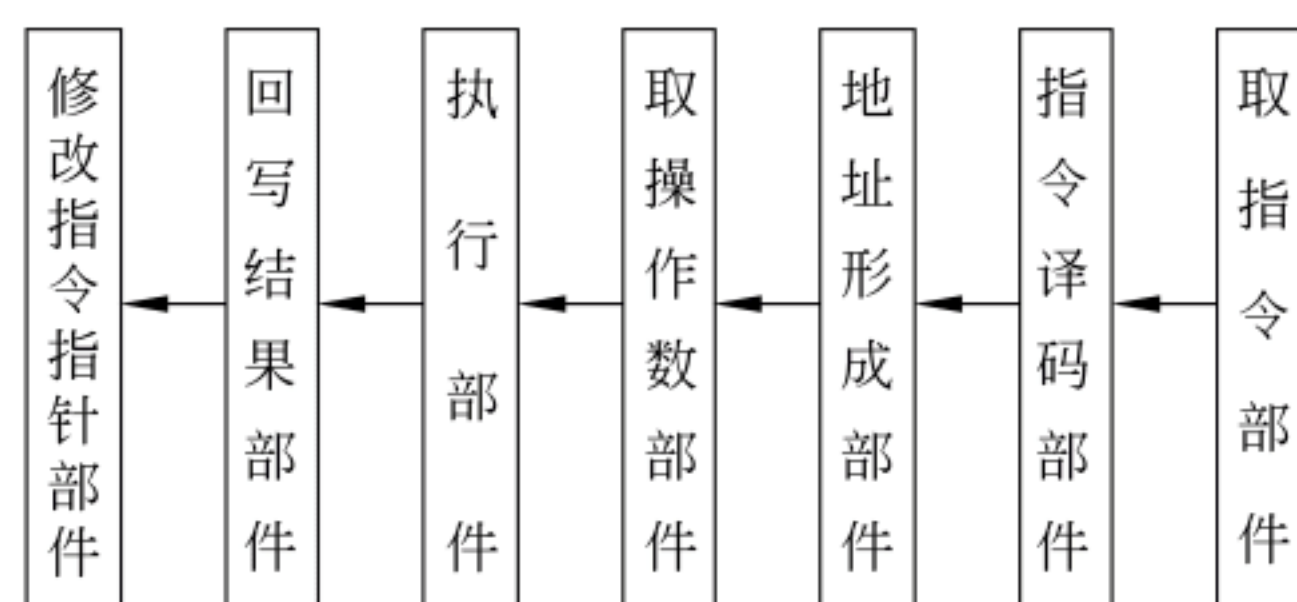 修改指令指针部件
回写结果部件
执行部件
取操作数部件
地址形成部件
指令译码部件
取指令部件